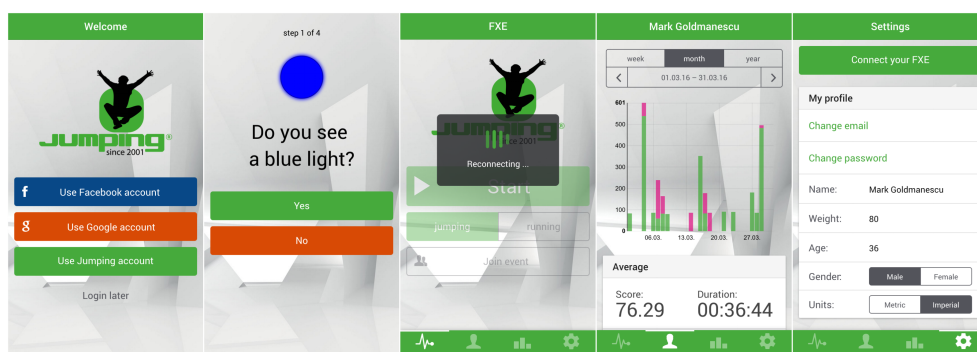 Welcome
Jumping®
since 2001
f Use Facebook account
g Use Google account
Use Jumping account
Login later
step 1 of 4
Do you see
a blue light?
Yes
No
FXE
Jumping®
ce 2001
Reconnecting ...
Start
jumping running
Join event
Mark Goldmanescu
week month year
< 01.03.16 – 31.03.16 >
601
500
400
300
200
100
0
06.03. 13.03. 20.03. 27.03.
Average
Score: Duration:
76.29 00:36:44
Settings
Connect your FXE
My profile
Change email
Change password
Name: Mark Goldmanescu
Weight: 80
Age: 36
Gender: Male Female
Units: Metric Imperial